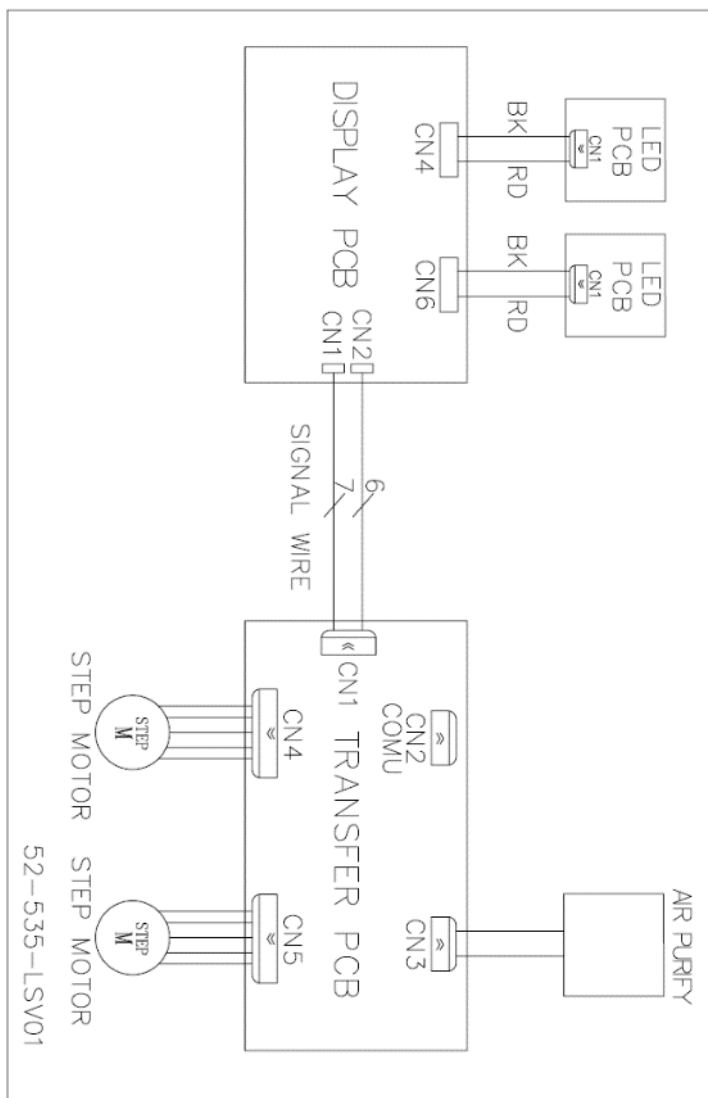 LED
PCB
CN1
LED
PCB
CN1
AIR PURIFY
BK RD
BK RD
CN4
CN6
CN2
COMU
CN3
DISPLAY PCB
CN2
CN1
6
7
SIGNAL WIRE
CN1
TRANSFER PCB
CN4
CN5
STEP
M
STEP
M
STEP MOTOR
STEP MOTOR
52-535-LSV01